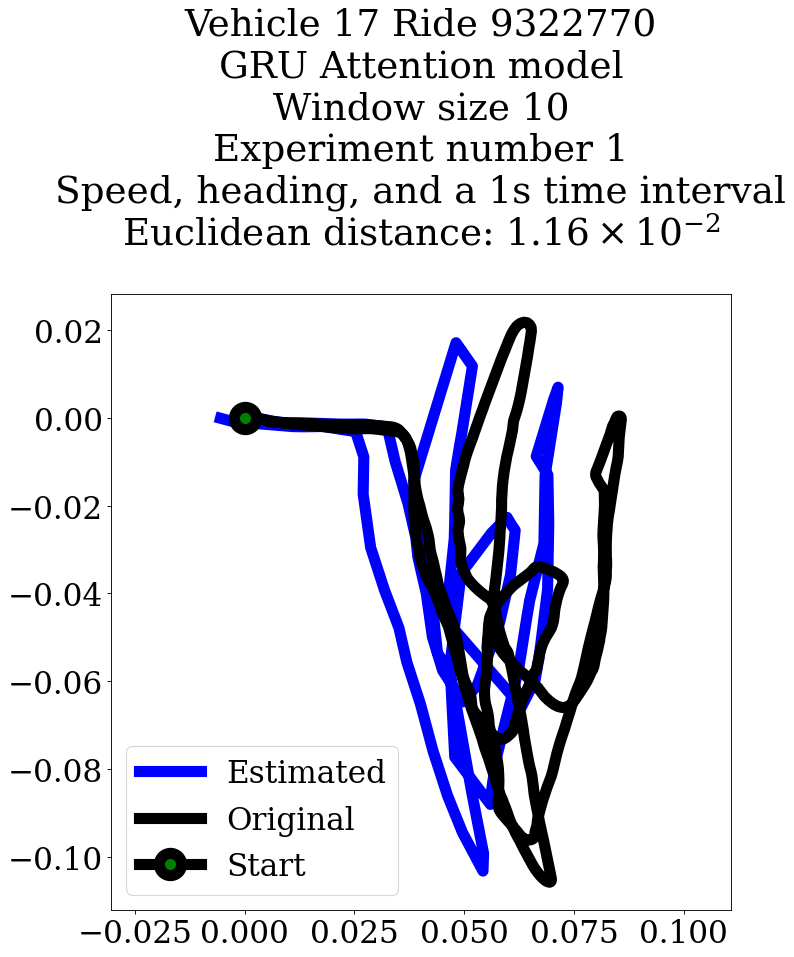 Vehicle 17 Ride 9322770
GRU Attention model
Window size 10
Experiment number 1
Speed, heading, and a 1s time interval
Euclidean distance: 1.16 × 10⁻²
0.02
0.00
−0.02
−0.04
−0.06
−0.08
−0.10
Estimated
Original
Start
−0.025 0.000 0.025 0.050 0.075 0.100